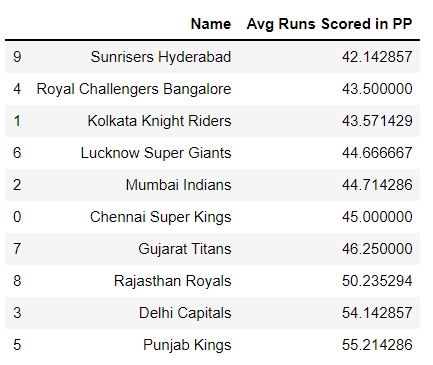 Name Avg Runs Scored in PP
9 Sunrisers Hyderabad 42.142857
4 Royal Challengers Bangalore 43.500000
1 Kolkata Knight Riders 43.571429
6 Lucknow Super Giants 44.666667
2 Mumbai Indians 44.714286
0 Chennai Super Kings 45.000000
7 Gujarat Titans 46.250000
8 Rajasthan Royals 50.235294
3 Delhi Capitals 54.142857
5 Punjab Kings 55.214286